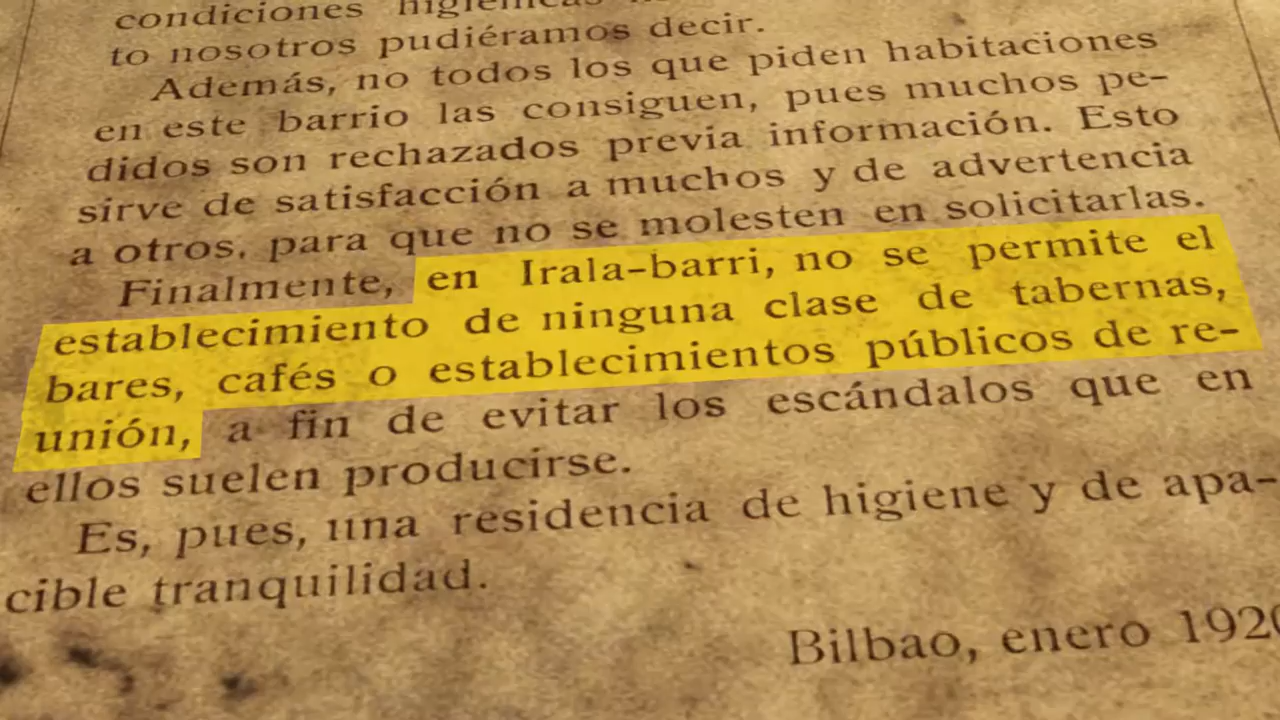 condiciones higiénicas
to nosotros pudiéramos decir.
Además, no todos los que piden habitaciones
en este barrio las consiguen, pues muchos pe-
didos son rechazados previa información. Esto
sirve de satisfacción a muchos y de advertencia
a otros, para que no se molesten en solicitarlas.
Finalmente, en Irala-barri, no se permite el
establecimiento de ninguna clase de tabernas,
bares, cafés o establecimientos públicos de re-
unión, a fin de evitar los escándalos que en
ellos suelen producirse.
Es, pues, una residencia de higiene y de apa-
cible tranquilidad.
Bilbao, enero 1920